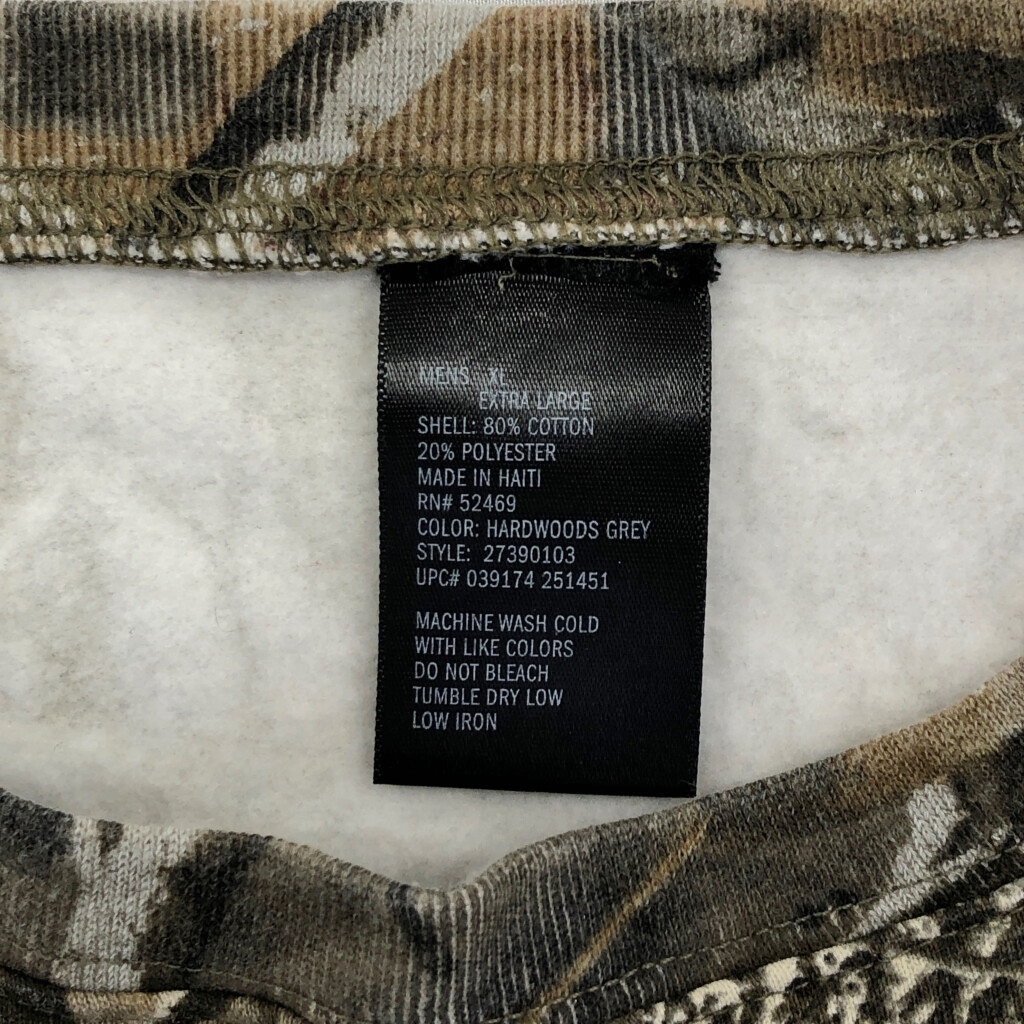 MENS XL
EXTRA LARGE
SHELL: 80% COTTON
20% POLYESTER
MADE IN HAITI
RN# 52469
COLOR: HARDWOODS GREY
STYLE: 27390103
UPC# 039174 251451
MACHINE WASH COLD
WITH LIKE COLORS
DO NOT BLEACH
TUMBLE DRY LOW
LOW IRON